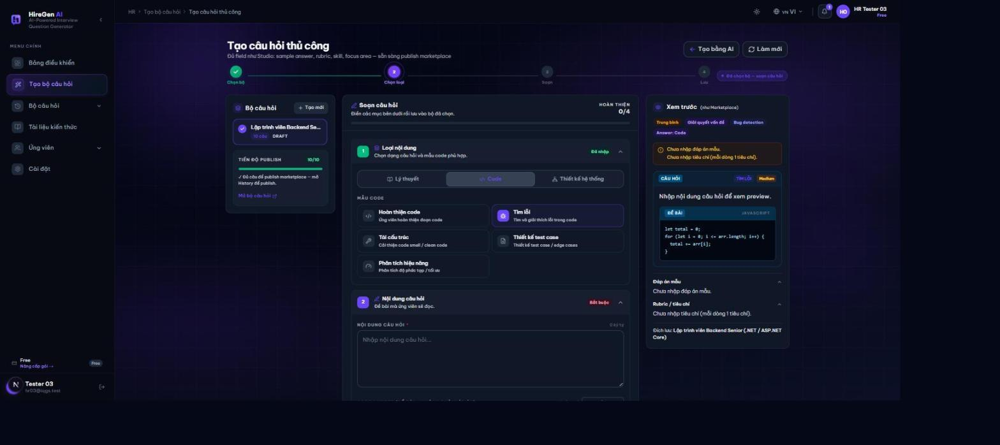 HireGen AI
AI-Powered Interview
Question Generator
MENU CHÍNH
Bảng điều khiển
Tạo bộ câu hỏi
Bộ câu hỏi
Tài liệu kiến thức
Ứng viên
Cài đặt
Free
Nâng cấp gói →
Free
N
Tester 03
hr03@iqgs.test
HR > Tạo bộ câu hỏi > Tạo câu hỏi thủ công
VN VI
1
HO
HR Tester 03
Free
Tạo câu hỏi thủ công
Đủ field như Studio: sample answer, rubric, skill, focus area — sẵn sàng publish marketplace
← Tạo bằng AI
Làm mới
Chọn bộ
2
Chọn loại
3
Soạn
4
Lưu
Đã chọn bộ — soạn câu hỏi
Bộ câu hỏi
+ Tạo mới
Lập trình viên Backend Se...
10 câu DRAFT
TIẾN ĐỘ PUBLISH 10/10
✓ Đủ câu để publish marketplace — mở
History để publish.
Mở bộ câu hỏi
Soạn câu hỏi
Điền các mục bên dưới rồi lưu vào bộ đã chọn.
HOÀN THIỆN
0/4
1
Loại nội dung
Chọn dạng câu hỏi và mẫu code phù hợp.
Đã nhập
Lý thuyết
Code
Thiết kế hệ thống
MẪU CODE
Hoàn thiện code
Ứng viên hoàn thiện đoạn code
Tìm lỗi
Tìm và giải thích lỗi trong code
Tái cấu trúc
Cải thiện code smell / clean code
Thiết kế test case
Thiết kế test case / edge cases
Phân tích hiệu năng
Phân tích độ phức tạp / tối ưu
2
Nội dung câu hỏi
Đề bài mà ứng viên sẽ đọc.
Bắt buộc
NỘI DUNG CÂU HỎI *
0 ký tự
Nhập nội dung câu hỏi...
Xem trước (như Marketplace)
Trung bình
Giải quyết vấn đề
Bug detection
Answer: Code
Chưa nhập đáp án mẫu.
Chưa nhập tiêu chí (mỗi dòng 1 tiêu chí).
CÂU HỎI
TÌM LỖI
Medium
Nhập nội dung câu hỏi để xem preview.
ĐỀ BÀI
JAVASCRIPT
let total = 0;
for (let i = 0; i <= arr.length; i++) {
total += arr[i];
}
Đáp án mẫu
Chưa nhập đáp án mẫu.
Rubric / tiêu chí
Chưa nhập tiêu chí (mỗi dòng 1 tiêu chí).
Đích lưu: Lập trình viên Backend Senior (.NET / ASP.NET
Core)